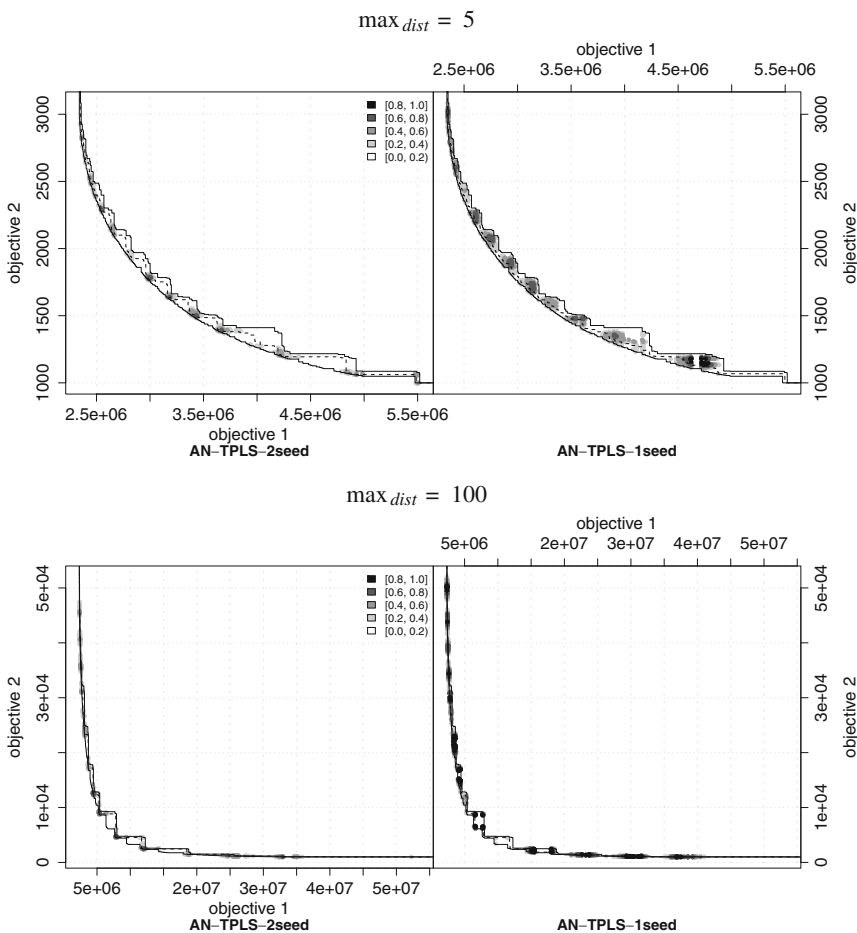 max dist = 5
objective 1
2.5e+06 3.5e+06 4.5e+06 5.5e+06
[0.8, 1.0]
[0.6, 0.8)
[0.4, 0.6)
[0.2, 0.4)
[0.0, 0.2)
objective 2
3000
2500
2000
1500
1000
3000
2500
2000
1500
1000
objective 2
2.5e+06 3.5e+06 4.5e+06 5.5e+06
objective 1
AN−TPLS−2seed
AN−TPLS−1seed
max dist = 100
objective 1
5e+06 2e+07 3e+07 4e+07 5e+07
[0.8, 1.0]
[0.6, 0.8)
[0.4, 0.6)
[0.2, 0.4)
[0.0, 0.2)
objective 2
5e+04
3e+04
1e+04
0
5e+04
3e+04
1e+04
0
objective 2
5e+06 2e+07 3e+07 4e+07 5e+07
objective 1
AN−TPLS−2seed
AN−TPLS−1seed